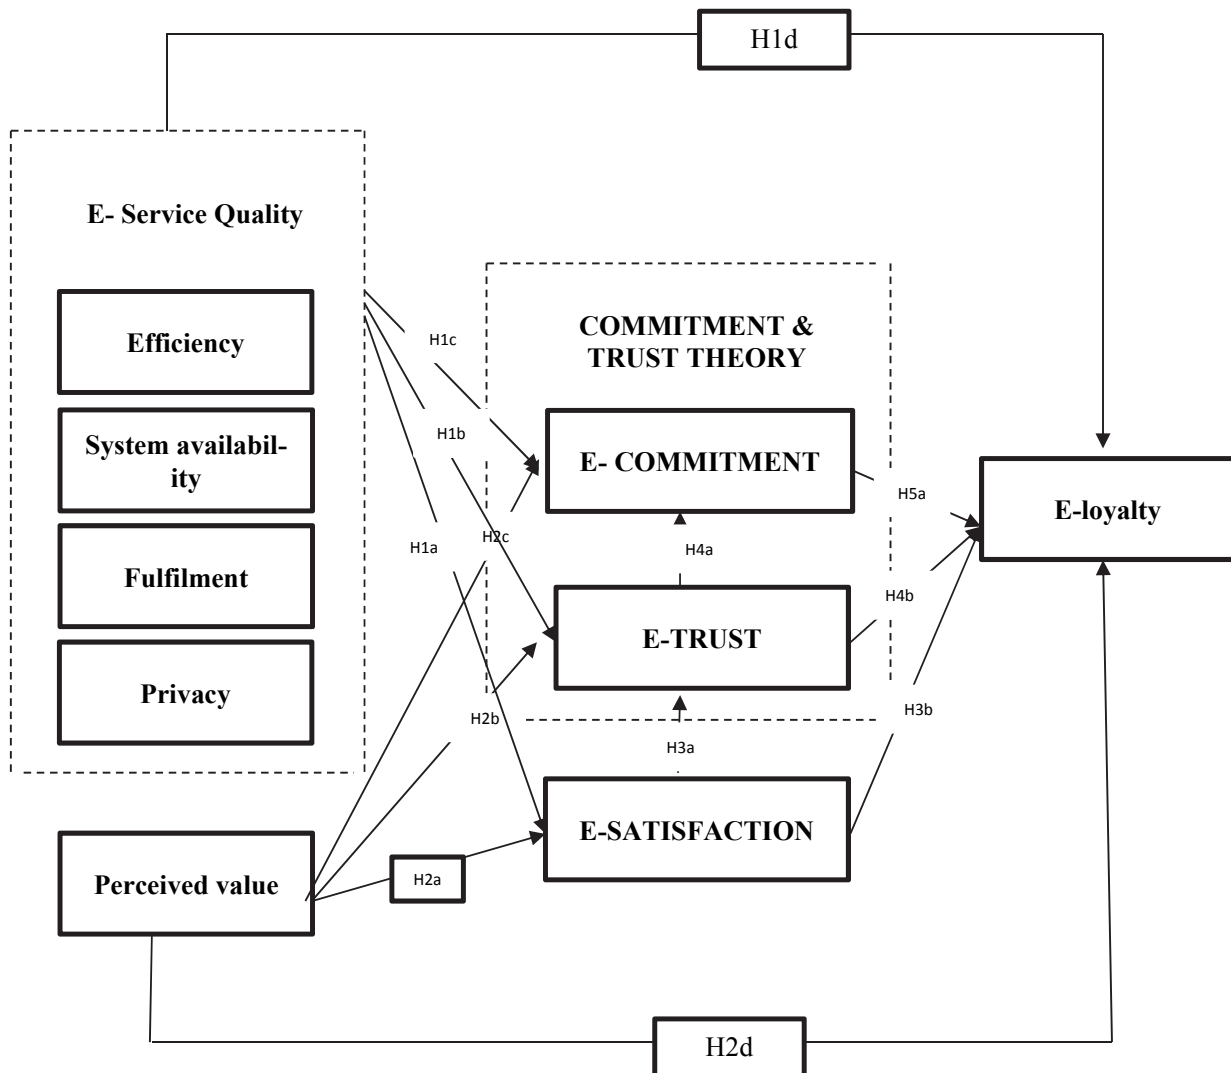 H1d
E- Service Quality
Efficiency
System availabil-
ity
Fulfilment
Privacy
Perceived value
H1c
H1b
H1a
H2c
H2b
H2a
COMMITMENT &
TRUST THEORY
E- COMMITMENT
H4a
E-TRUST
H3a
E-SATISFACTION
H5a
H4b
H3b
E-loyalty
H2d